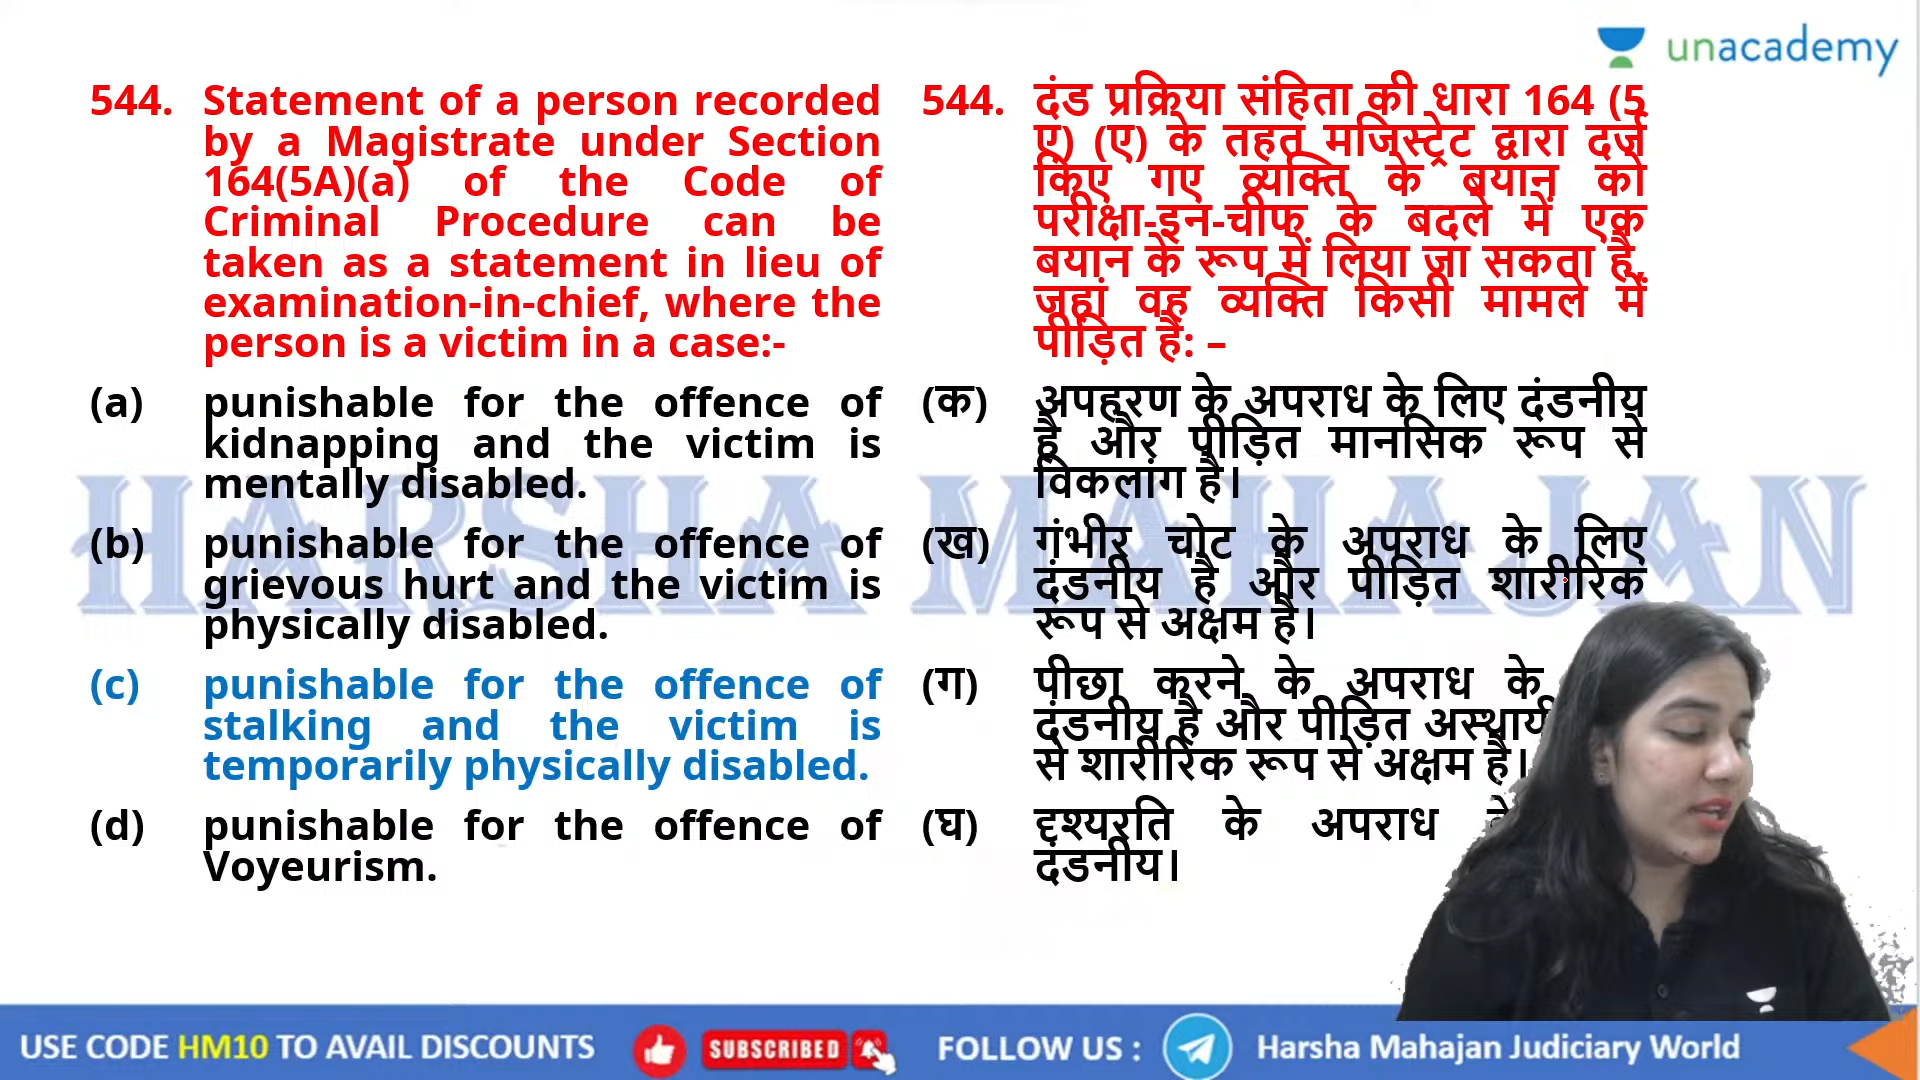 unacademy
544. Statement of a person recorded
by a Magistrate under Section
164(5A)(a) of the Code of
Criminal Procedure can be
taken as a statement in lieu of
examination-in-chief, where the
person is a victim in a case:-
(a) punishable for the offence of
kidnapping and the victim is
mentally disabled.
(b) punishable for the offence of
grievous hurt and the victim is
physically disabled.
(c) punishable for the offence of
stalking and the victim is
temporarily physically disabled.
(d) punishable for the offence of
Voyeurism.
544. दंड प्रक्रिया संहिता की धारा 164 (5
ए) (ए) के तहत मजिस्ट्रेट द्वारा दर्ज
किए गए व्यक्ति के बयान को
परीक्षा-इन-चीफ के बदले में एक
बयान के रूप में लिया जा सकता है,
जहां वह व्यक्ति किसी मामले में
पीड़ित है: –
(क) अपहरण के अपराध के लिए दंडनीय
है और पीड़ित मानसिक रूप से
विकलांग है।
(ख) गंभीर चोट के अपराध के लिए
दंडनीय है और पीड़ित शारीरिक
रूप से अक्षम है।
(ग) पीछा करने के अपराध के
दंडनीय है और पीड़ित अस्थायी
से शारीरिक रूप से अक्षम है।
(घ) दृश्यरति के अपराध
दंडनीय।
HARSHA MAHAJAN
USE CODE HM10 TO AVAIL DISCOUNTS
SUBSCRIBED
FOLLOW US :
Harsha Mahajan Judiciary World